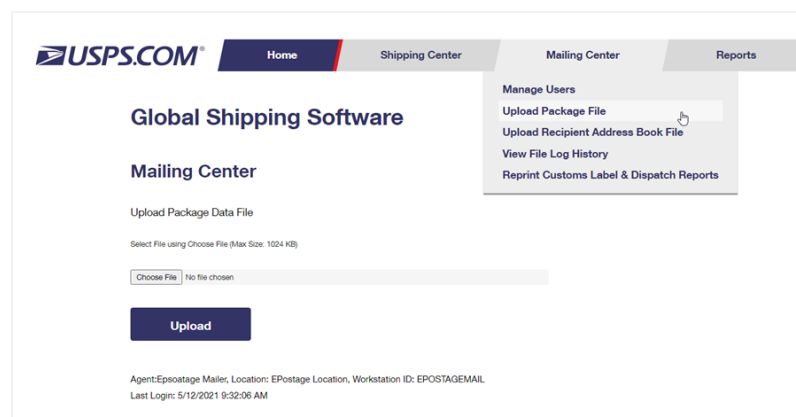 USPS.COM®
Home
Shipping Center
Mailing Center
Reports
Manage Users
Upload Package File
Upload Recipient Address Book File
View File Log History
Reprint Customs Label & Dispatch Reports
Global Shipping Software
Mailing Center
Upload Package Data File
Select File using Choose File (Max Size: 1024 KB)
Choose File No file chosen
Upload
Agent:Epsoatage Mailer, Location: EPostage Location, Workstation ID: EPOSTAGEMAIL
Last Login: 5/12/2021 9:32:06 AM